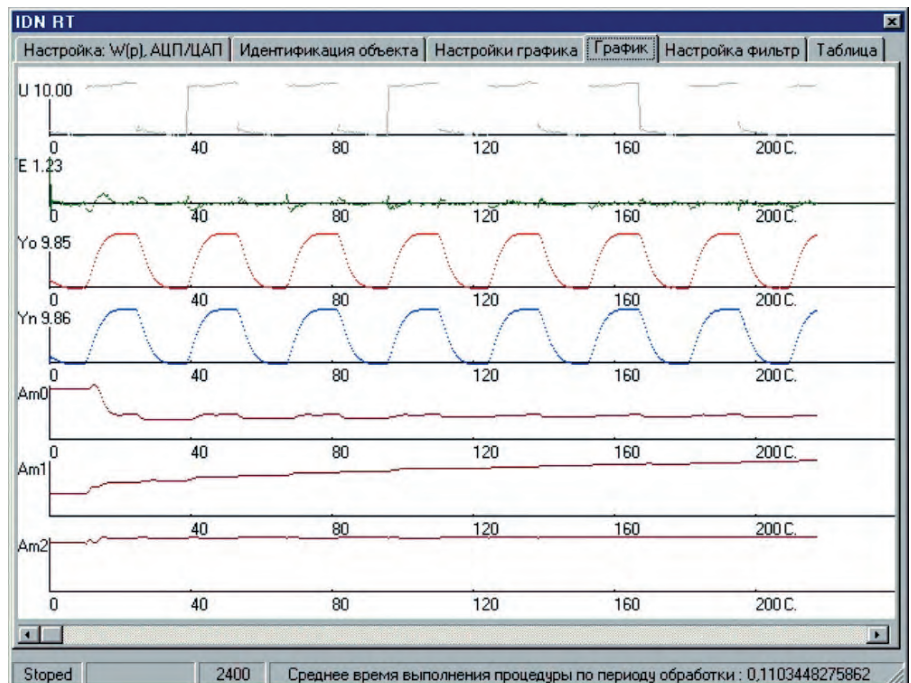 IDN RT
Настройка: W(p), АЦП/ЦАП Идентификация объекта Настройки графика График Настройка фильтр Таблица
U 10.00
0 40 80 120 160 200 С.
E 1.23
0 40 80 120 160 200 С.
Yo 9.85
0 40 80 120 160 200 С.
Yn 9.86
0 40 80 120 160 200 С.
Am0
0 40 80 120 160 200 С.
Am1
0 40 80 120 160 200 С.
Am2
0 40 80 120 160 200 С.
Stoped 2400 Среднее время выполнения процедуры по периоду обработки : 0,1103448275862